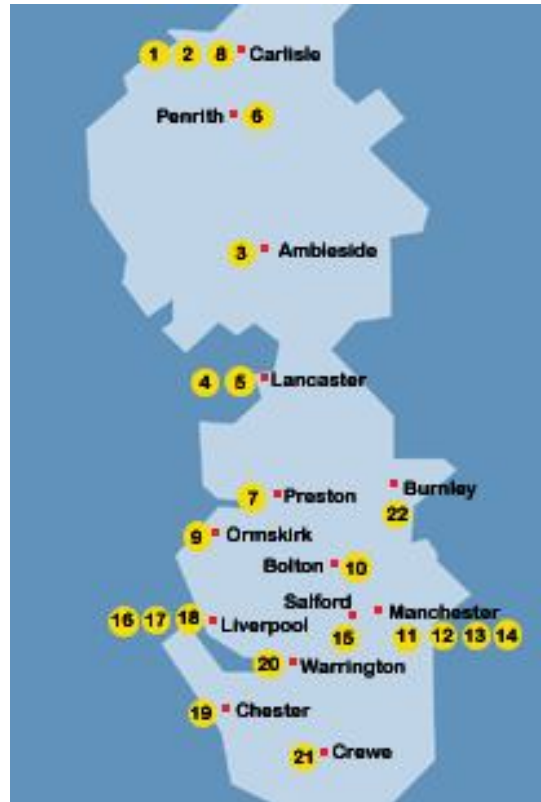 1 2 8 Carlisle
Penrith 6
3 Ambleside
4 5 Lancaster
7 Preston
Burnley
22
9 Ormskirk
Bolton 10
Salford
Manchester
16 17 18 Liverpool
15 11 12 13 14
20 Warrington
19 Chester
21 Crewe